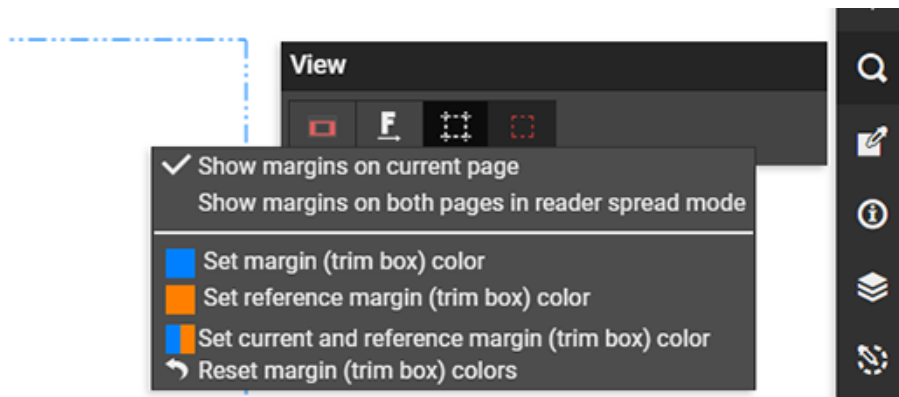 View
F
Show margins on current page
Show margins on both pages in reader spread mode
Set margin (trim box) color
Set reference margin (trim box) color
Set current and reference margin (trim box) color
Reset margin (trim box) colors